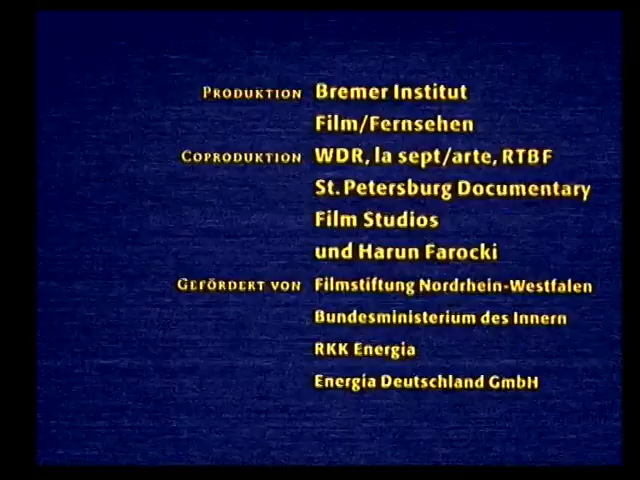 PRODUKTION Bremer Institut
Film/Fernsehen
COPRODUKTION WDR, la sept/arte, RTBF
St. Petersburg Documentary
Film Studios
und Harun Farocki
GEFÖRDERT VON Filmstiftung Nordrhein-Westfalen
Bundesministerium des Innern
RKK Energia
Energia Deutschland GmbH